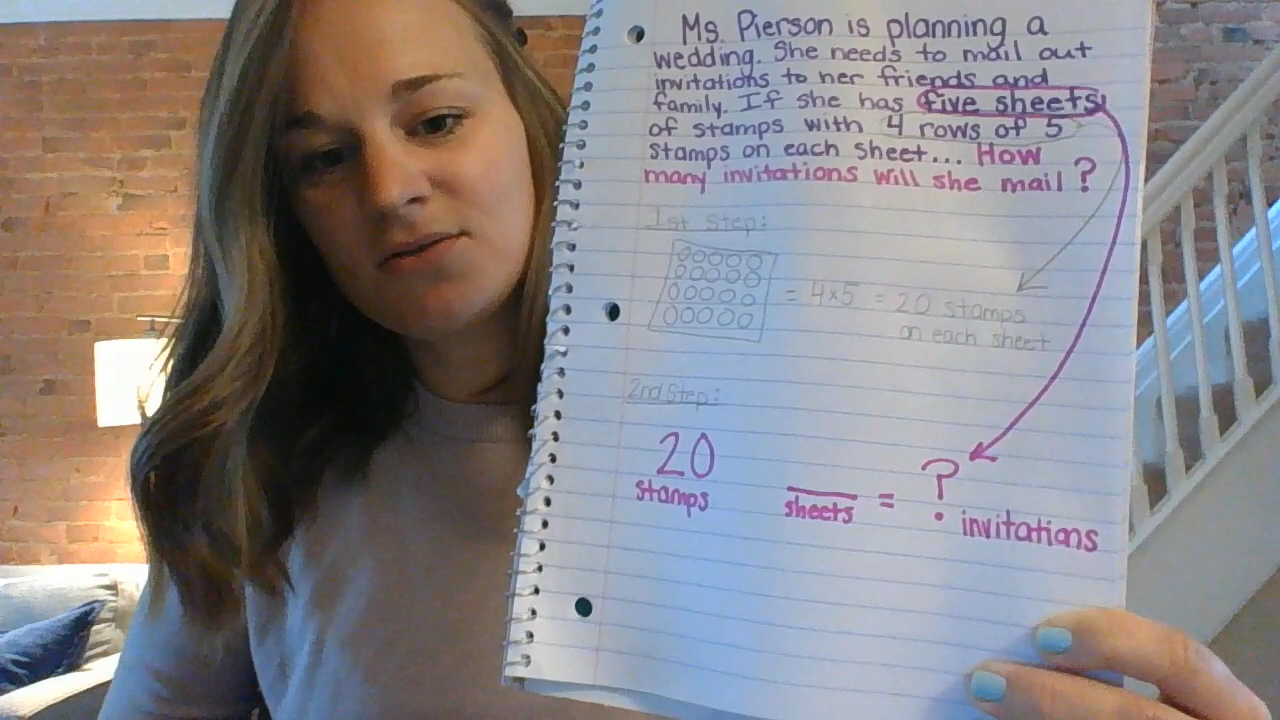 Ms. Pierson is planning a
wedding. She needs to mail out
invitations to her friends and
family. If she has five sheets
of stamps with 4 rows of 5
stamps on each sheet... How
many invitations will she mail?
1st Step:
= 4x5 = 20 stamps
on each sheet
2nd Step:
20 ?
stamps sheets = invitations